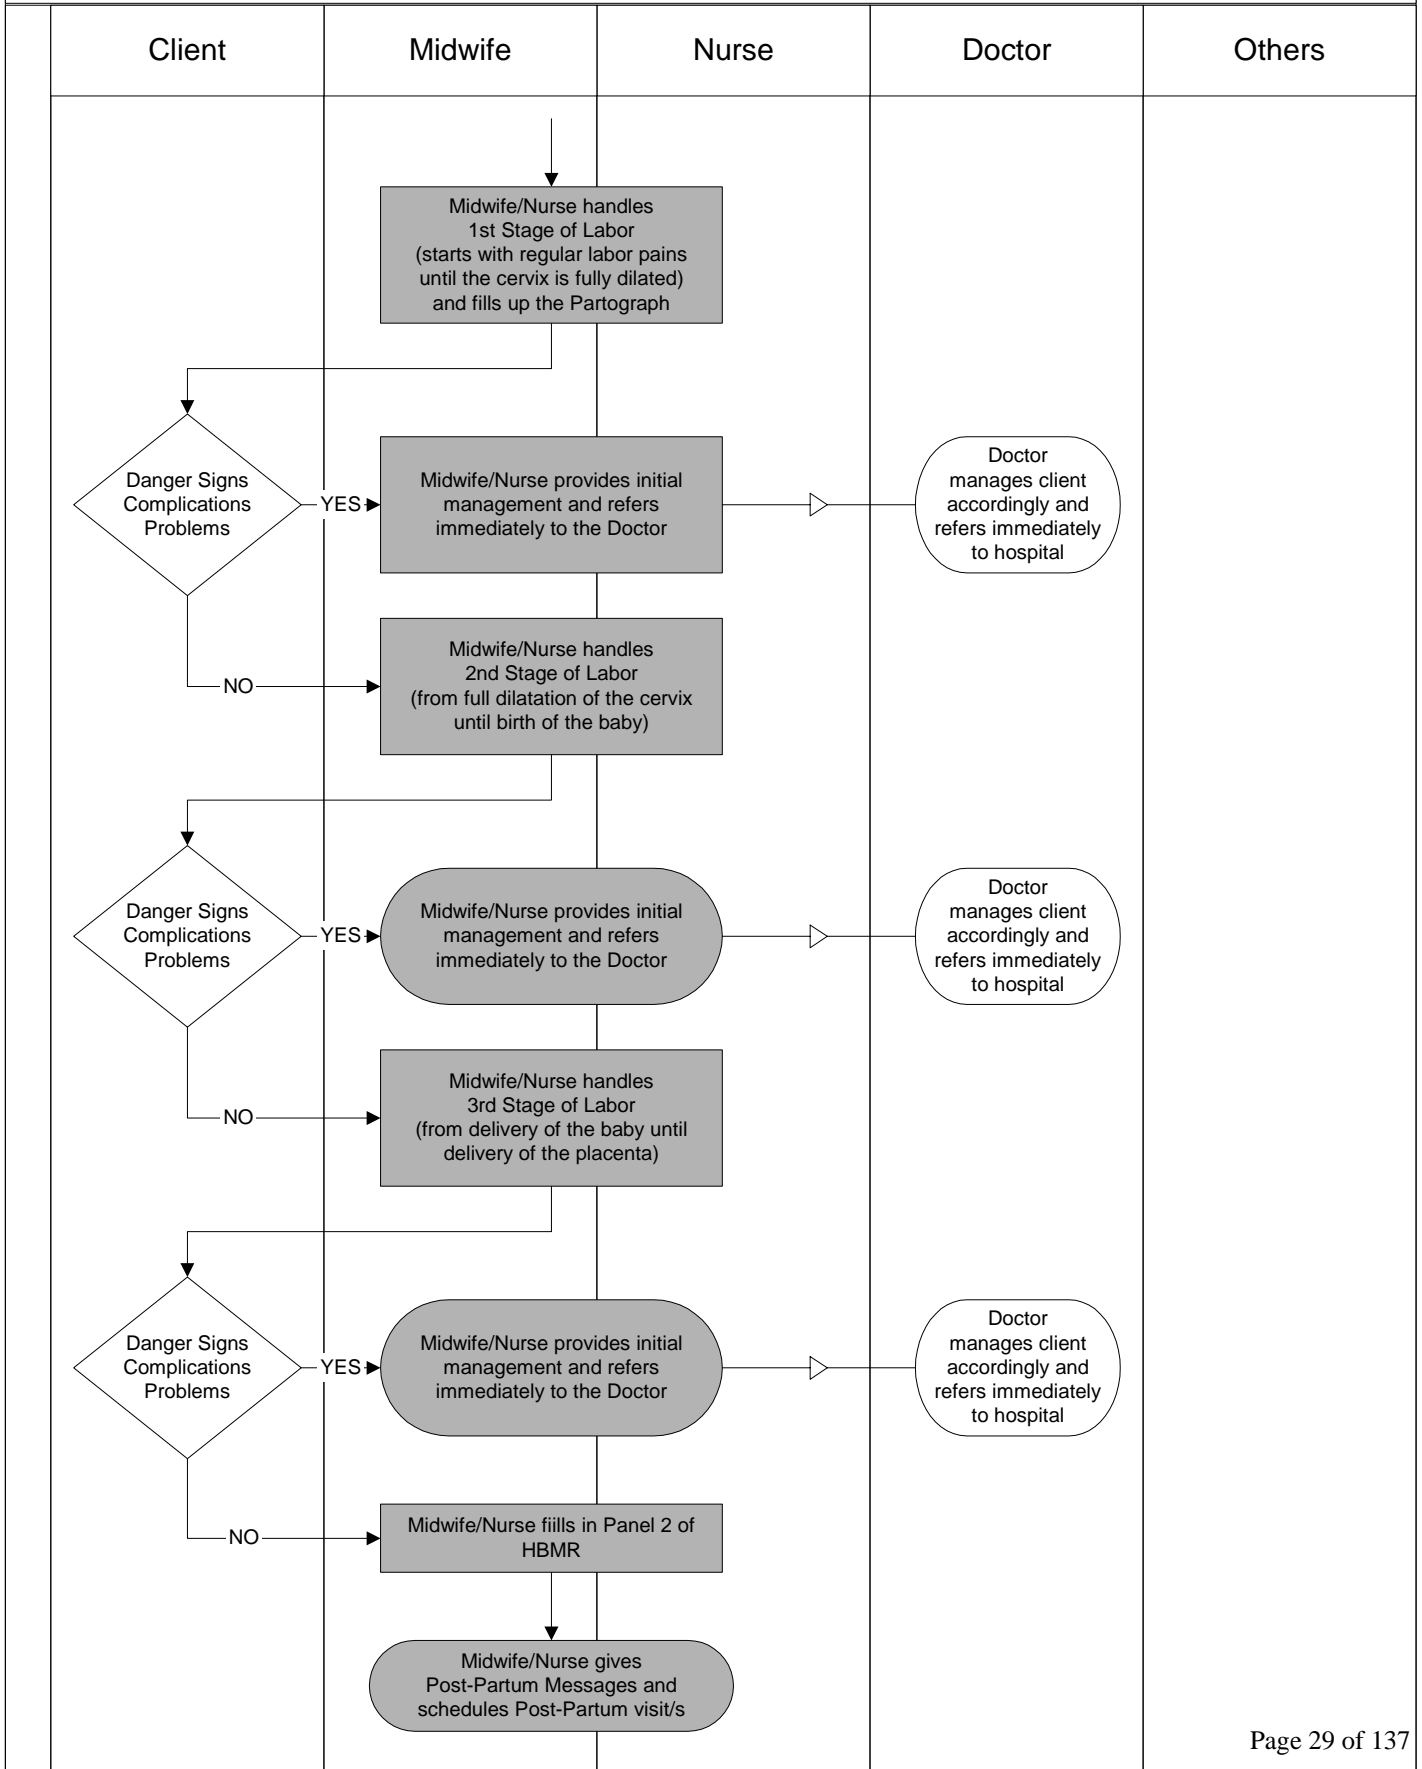 Client
Midwife
Nurse
Doctor
Others
Midwife/Nurse handles
1st Stage of Labor
(starts with regular labor pains
until the cervix is fully dilated)
and fills up the Partograph
Danger Signs
Complications
Problems
YES
Midwife/Nurse provides initial
management and refers
immediately to the Doctor
Doctor
manages client
accordingly and
refers immediately
to hospital
NO
Midwife/Nurse handles
2nd Stage of Labor
(from full dilatation of the cervix
until birth of the baby)
Danger Signs
Complications
Problems
YES
Midwife/Nurse provides initial
management and refers
immediately to the Doctor
Doctor
manages client
accordingly and
refers immediately
to hospital
NO
Midwife/Nurse handles
3rd Stage of Labor
(from delivery of the baby until
delivery of the placenta)
Danger Signs
Complications
Problems
YES
Midwife/Nurse provides initial
management and refers
immediately to the Doctor
Doctor
manages client
accordingly and
refers immediately
to hospital
NO
Midwife/Nurse fiills in Panel 2 of
HBMR
Midwife/Nurse gives
Post-Partum Messages and
schedules Post-Partum visit/s
Page 29 of 137